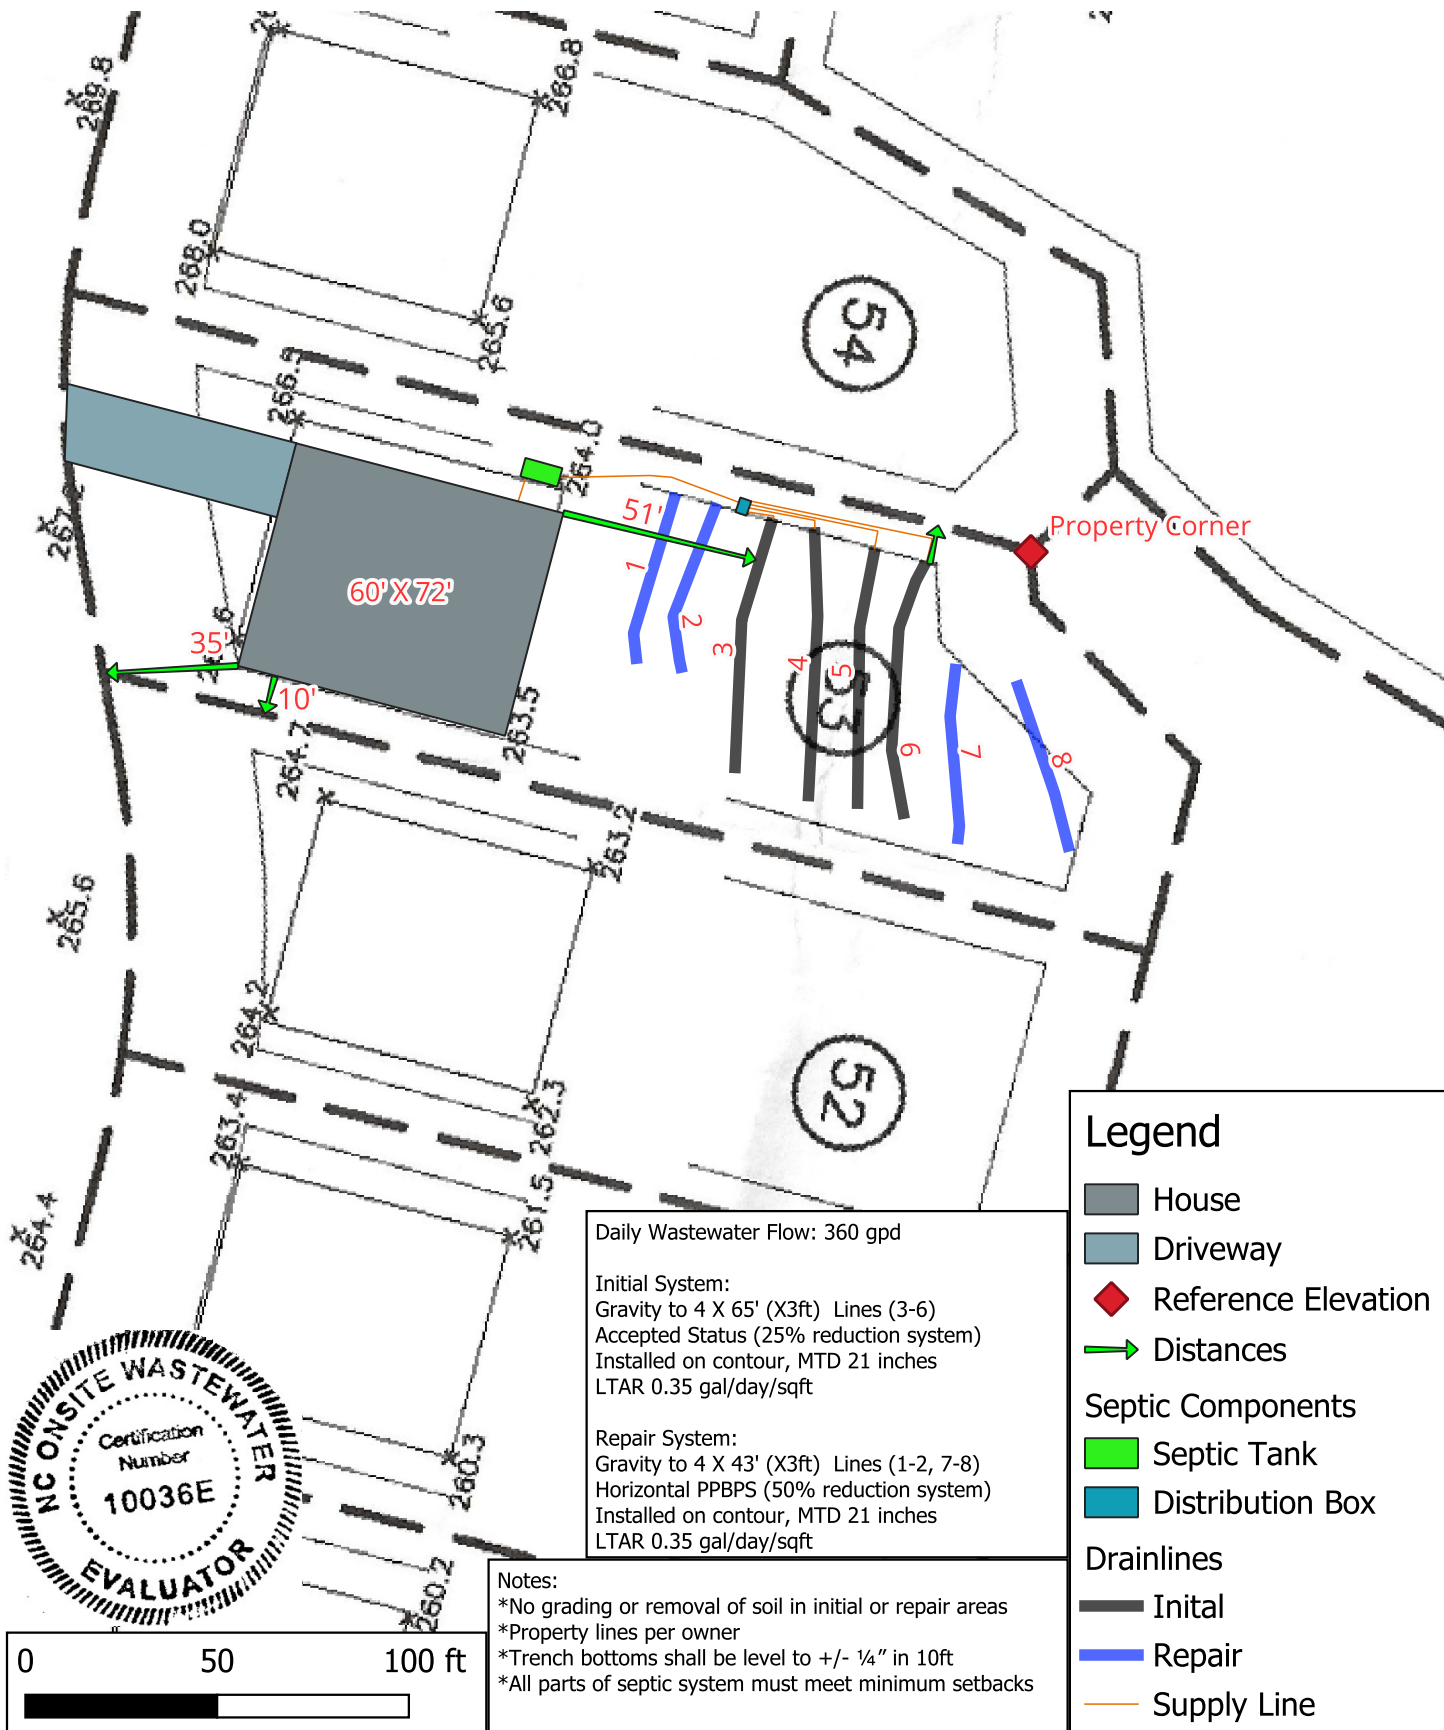 269.8
266.8
268.0
265.6
54
266.3
264.0
267.2
51'
Property Corner
1
2
3
4
5
6
7
8
60' X 72'
35'
10'
53
263.5
264.7
263.2
265.6
264.2
52
262.3
263.4
261.5
264.4
260.3
260.2
Daily Wastewater Flow: 360 gpd
Initial System:
Gravity to 4 X 65' (X3ft) Lines (3-6)
Accepted Status (25% reduction system)
Installed on contour, MTD 21 inches
LTAR 0.35 gal/day/sqft
Repair System:
Gravity to 4 X 43' (X3ft) Lines (1-2, 7-8)
Horizontal PPBPS (50% reduction system)
Installed on contour, MTD 21 inches
LTAR 0.35 gal/day/sqft
Notes:
*No grading or removal of soil in initial or repair areas
*Property lines per owner
*Trench bottoms shall be level to +/- ¼" in 10ft
*All parts of septic system must meet minimum setbacks
Legend
House
Driveway
Reference Elevation
Distances
Septic Components
Septic Tank
Distribution Box
Drainlines
Inital
Repair
Supply Line
NC ONSITE WASTEWATER
Certification
Number
10036E
EVALUATOR
0 50 100 ft